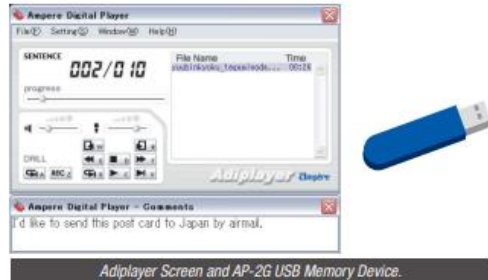 Ampere Digital Player
File(F) Setting(S) Window(W) Help(H)
SENTENCE
002/010
progress
File Name Time
00:26
DRILL
REC
Adiplayer Ampère
Ampere Digital Player - Comments
I'd like to send this post card to Japan by airmail.
Adiplayer Screen and AP-2G USB Memory Device.